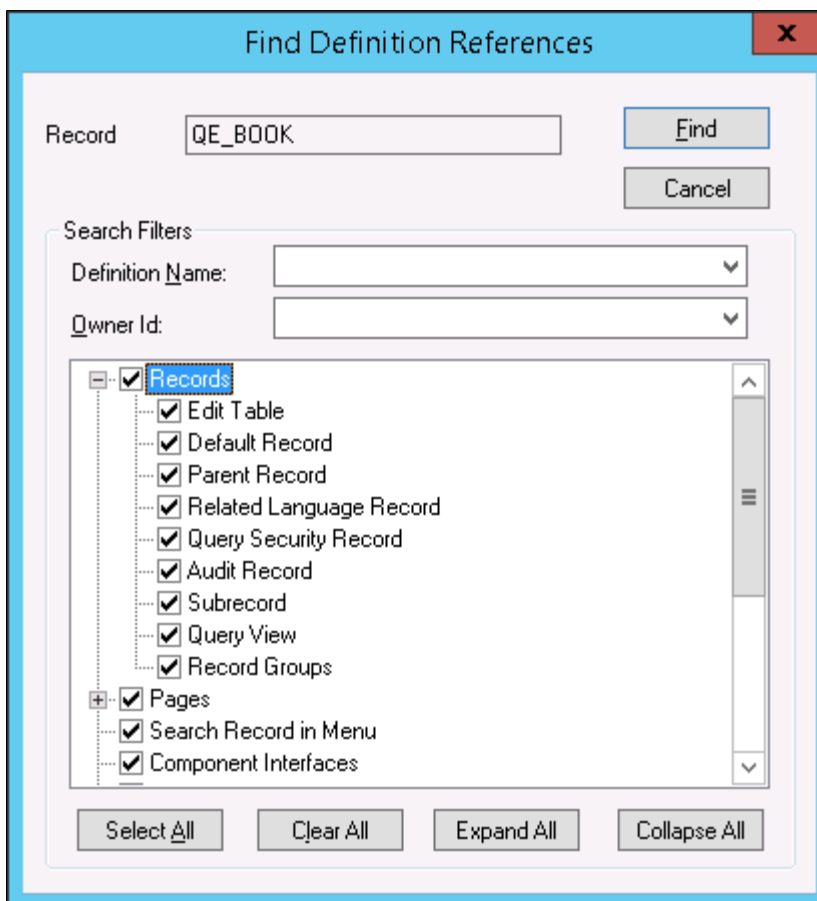 Find Definition References
x
Record
QE_BOOK
Find
Cancel
Search Filters
Definition Name:
Owner Id:
Records
Edit Table
Default Record
Parent Record
Related Language Record
Query Security Record
Audit Record
Subrecord
Query View
Record Groups
Pages
Search Record in Menu
Component Interfaces
Select All Clear All Expand All Collapse All